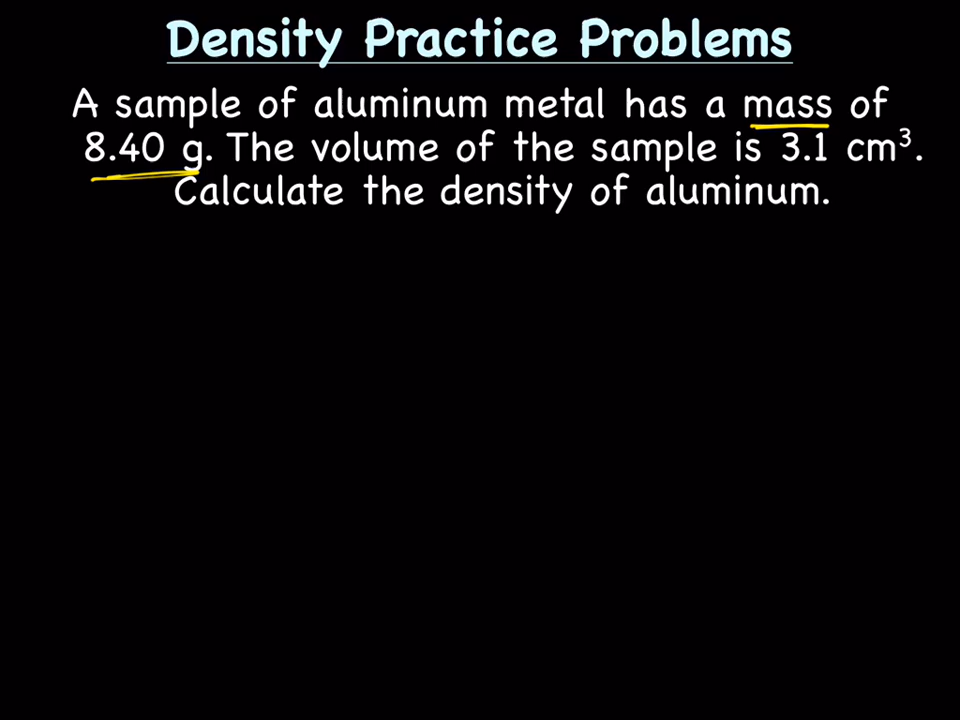 Density Practice Problems
A sample of aluminum metal has a mass of
8.40 g. The volume of the sample is 3.1 cm³.
Calculate the density of aluminum.